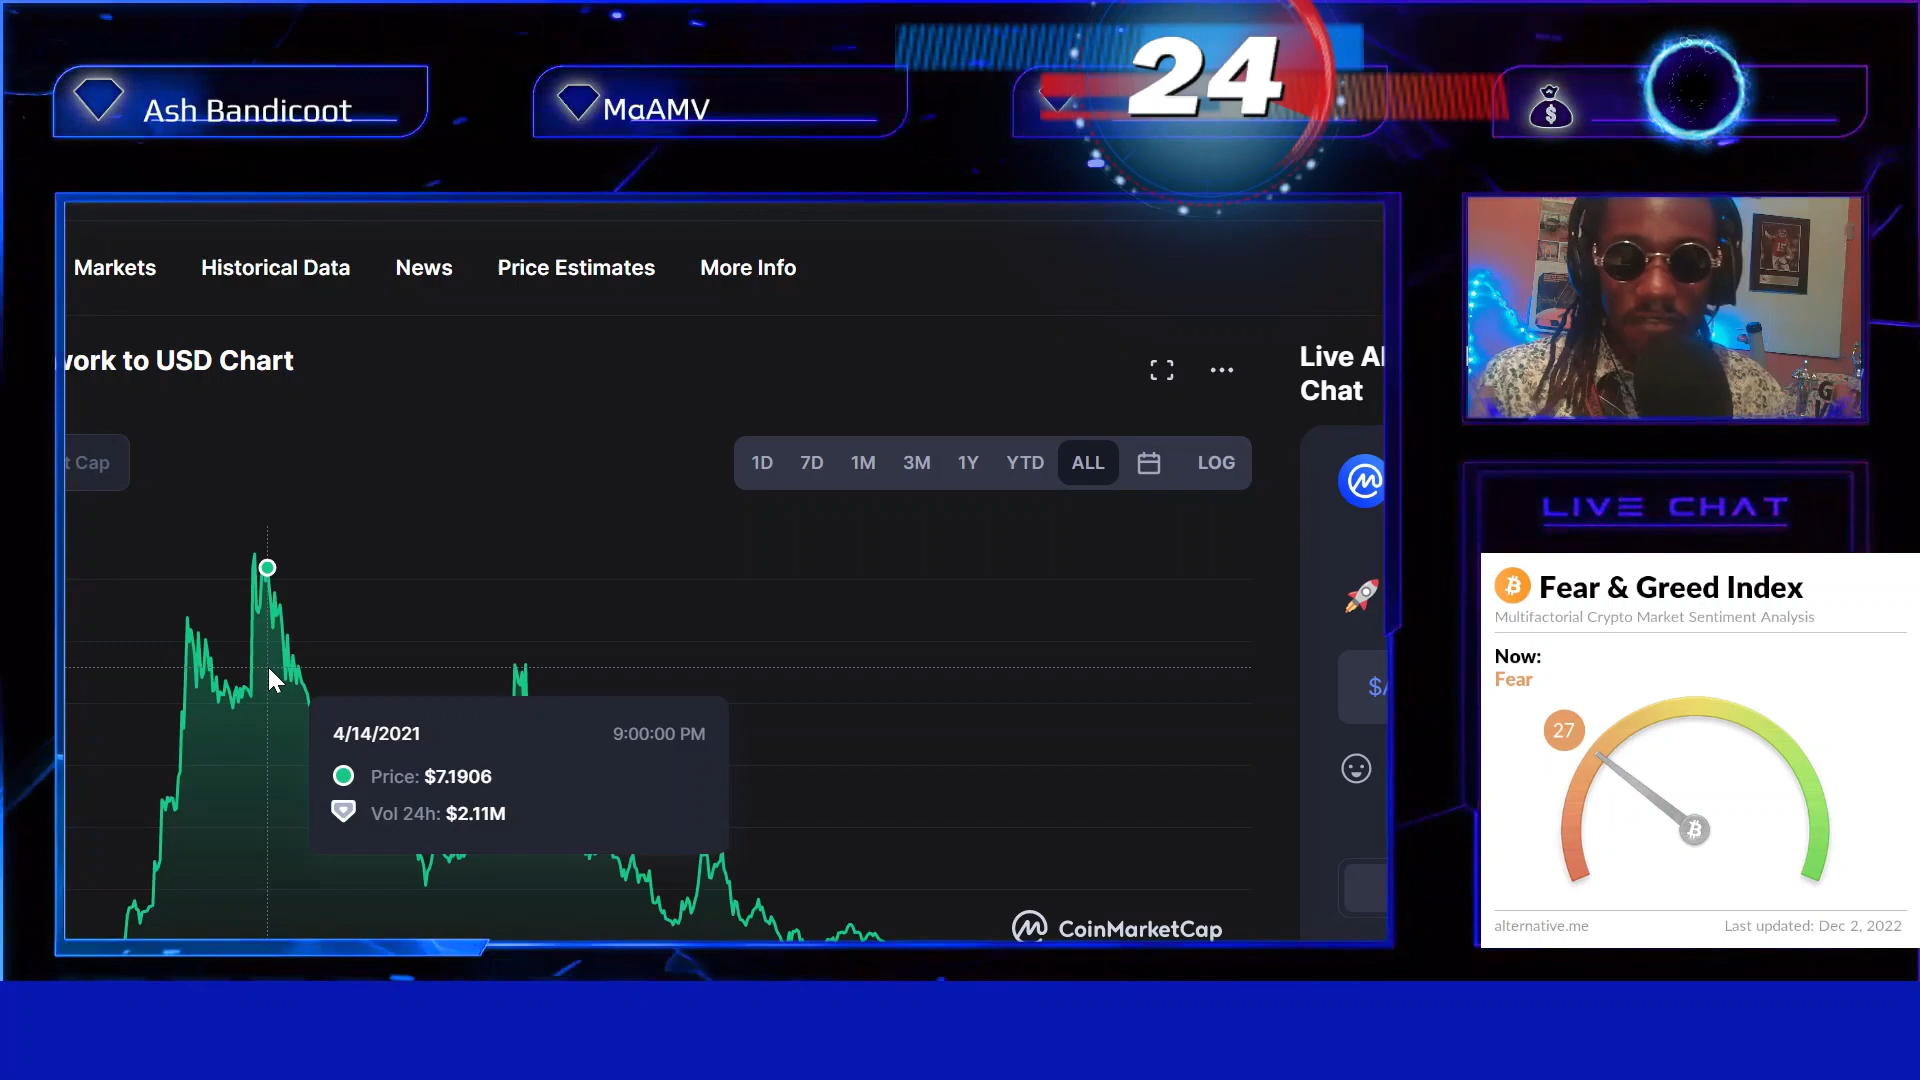 Ash Bandicoot
MaAMV
24
$
Markets Historical Data News Price Estimates More Info
work to USD Chart
Live Al
Chat
t Cap
1D 7D 1M 3M 1Y YTD ALL LOG
4/14/2021 9:00:00 PM
Price: $7.1906
Vol 24h: $2.11M
CoinMarketCap
LIVE CHAT
Fear & Greed Index
Multifactorial Crypto Market Sentiment Analysis
Now:
Fear
27
alternative.me Last updated: Dec 2, 2022